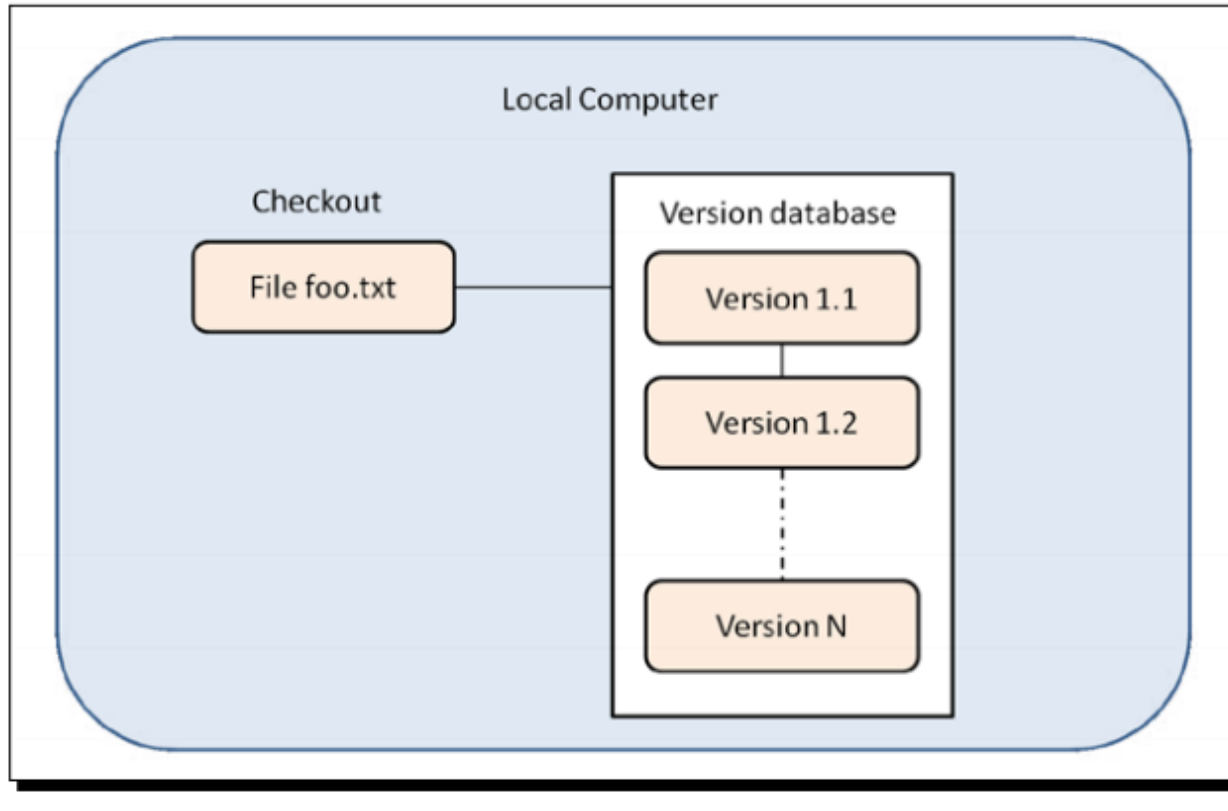 Local Computer
Checkout
File foo.txt
Version database
Version 1.1
Version 1.2
Version N